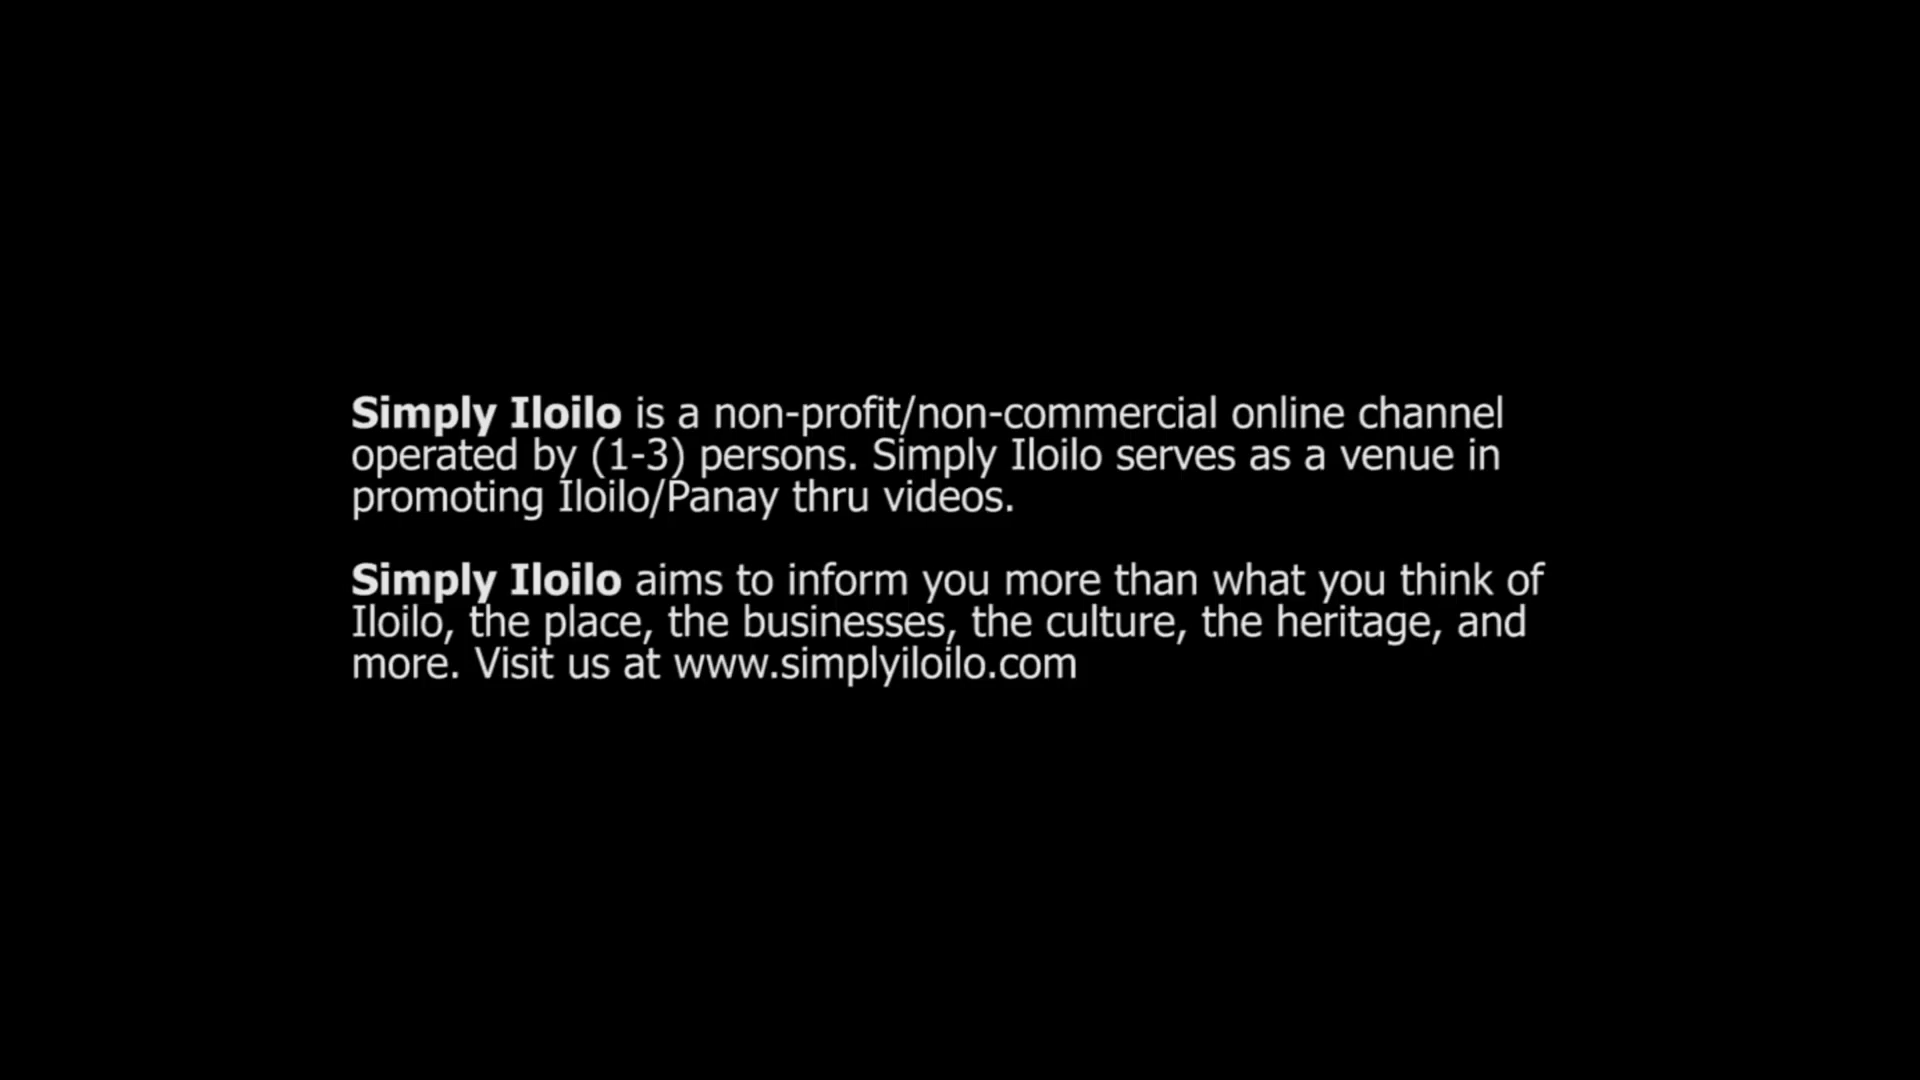 Simply Iloilo is a non-profit/non-commercial online channel
operated by (1-3) persons. Simply Iloilo serves as a venue in
promoting Iloilo/Panay thru videos.
Simply Iloilo aims to inform you more than what you think of
Iloilo, the place, the businesses, the culture, the heritage, and
more. Visit us at www.simplyiloilo.com